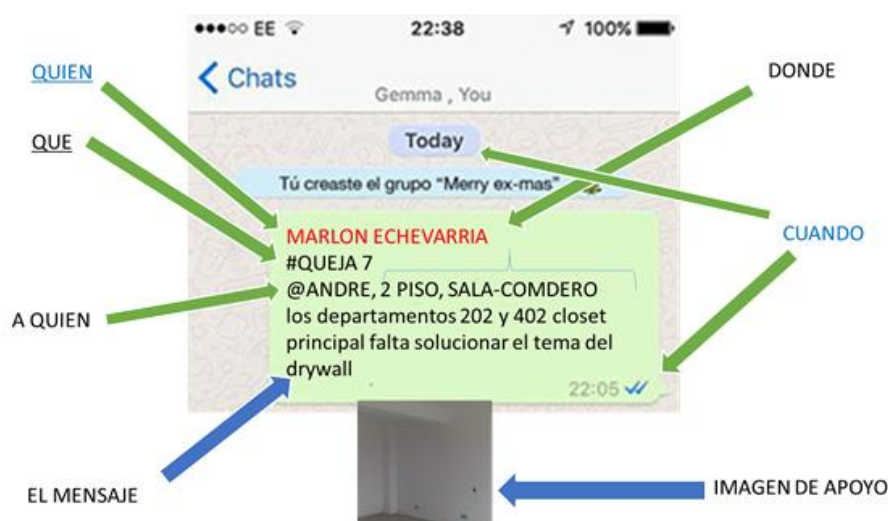 EE 22:38 100%
QUIEN
Chats
DONDE
Gemma , You
QUE
Today
Tú creaste el grupo "Merry ex-mas"
MARLON ECHEVARRIA
CUANDO
#QUEJA 7
@ANDRE, 2 PISO, SALA-COMDERO
A QUIEN
los departamentos 202 y 402 closet
principal falta solucionar el tema del
drywall
22:05
EL MENSAJE
IMAGEN DE APOYO